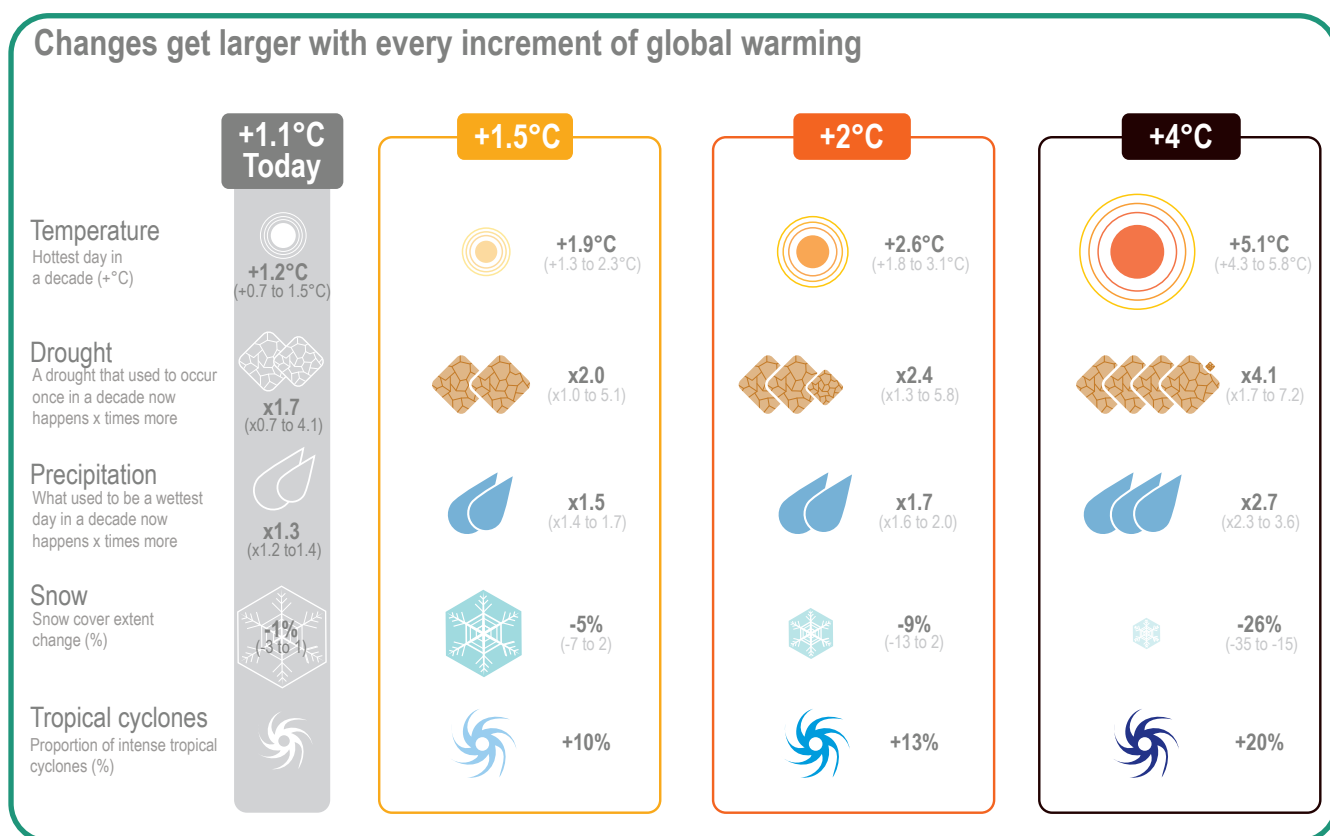 Changes get larger with every increment of global warming
+1.1°C
Today
+1.5°C
+2°C
+4°C
Temperature
Hottest day in
a decade (+°C)
+1.2°C
(+0.7 to 1.5°C)
+1.9°C
(+1.3 to 2.3°C)
+2.6°C
(+1.8 to 3.1°C)
+5.1°C
(+4.3 to 5.8°C)
Drought
A drought that used to occur
once in a decade now
happens x times more
x1.7
(x0.7 to 4.1)
x2.0
(x1.0 to 5.1)
x2.4
(x1.3 to 5.8)
x4.1
(x1.7 to 7.2)
Precipitation
What used to be a wettest
day in a decade now
happens x times more
x1.3
(x1.2 to1.4)
x1.5
(x1.4 to 1.7)
x1.7
(x1.6 to 2.0)
x2.7
(x2.3 to 3.6)
Snow
Snow cover extent
change (%)
-1%
(-3 to 1)
-5%
(-7 to 2)
-9%
(-13 to 2)
-26%
(-35 to -15)
Tropical cyclones
Proportion of intense tropical
cyclones (%)
+10%
+13%
+20%